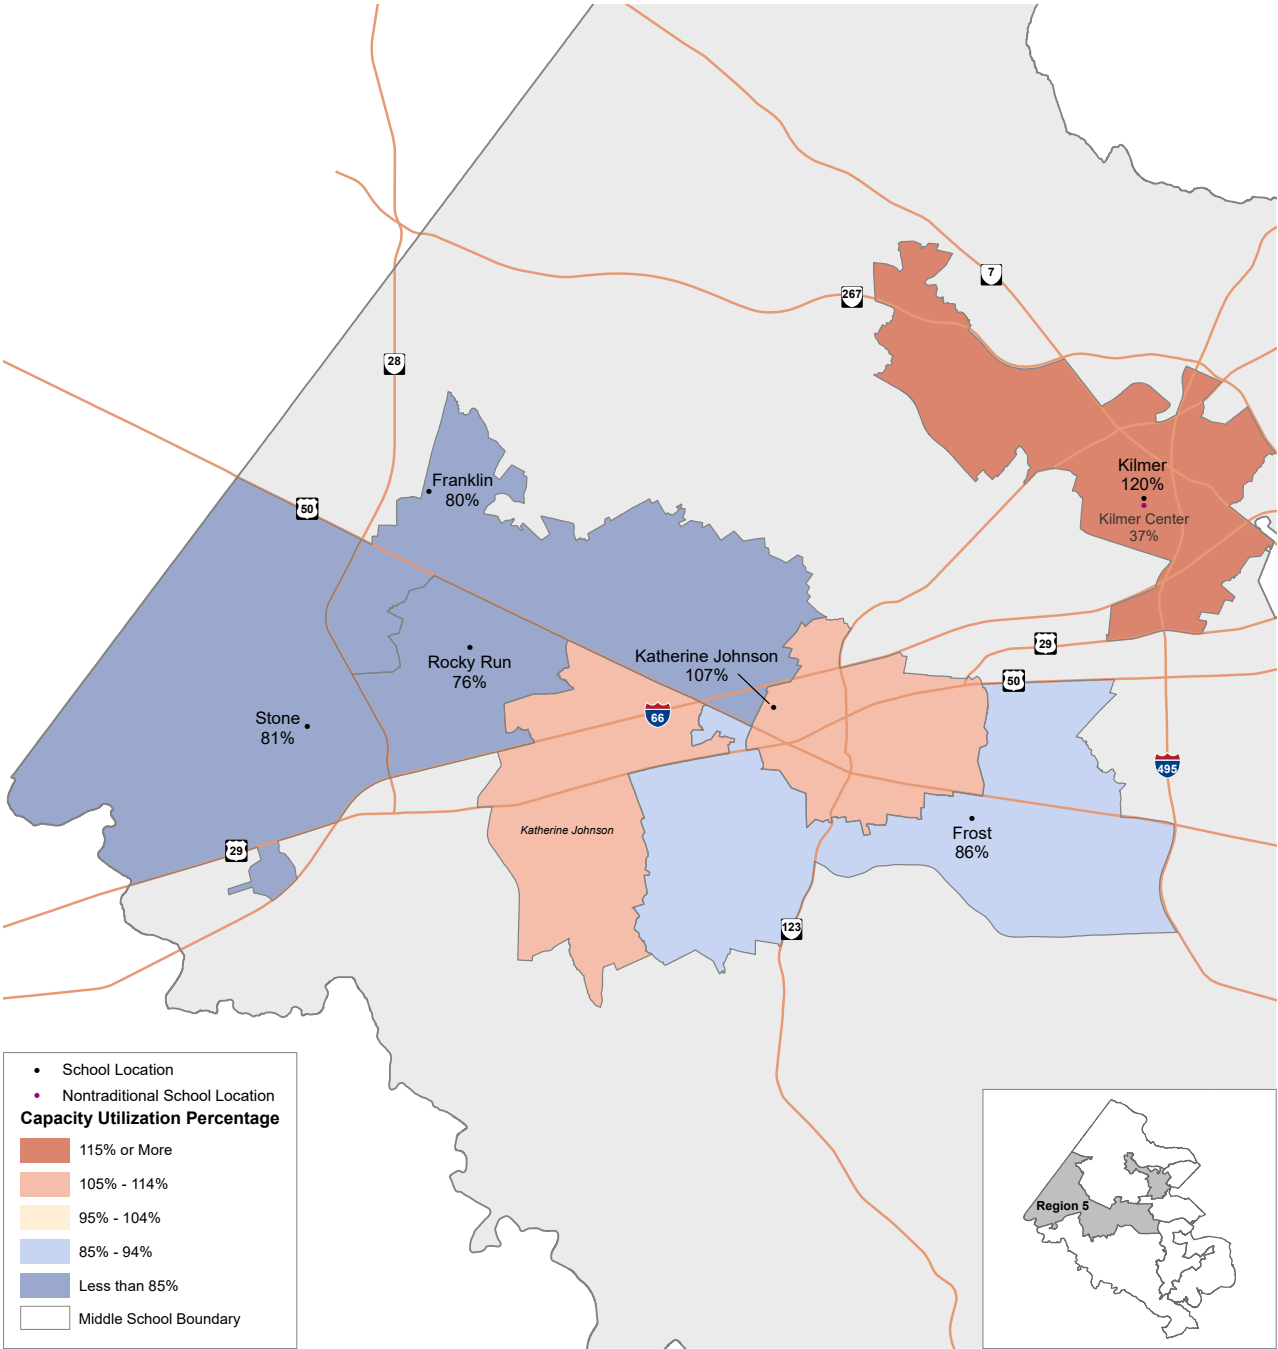 7
267
28
Kilmer
120%
Kilmer Center
37%
Franklin
80%
50
29
Katherine Johnson
107%
Rocky Run
76%
50
66
Stone
81%
495
Katherine Johnson
Frost
86%
29
123
School Location
Nontraditional School Location
Capacity Utilization Percentage
115% or More
105% - 114%
95% - 104%
85% - 94%
Less than 85%
Middle School Boundary
Region 5